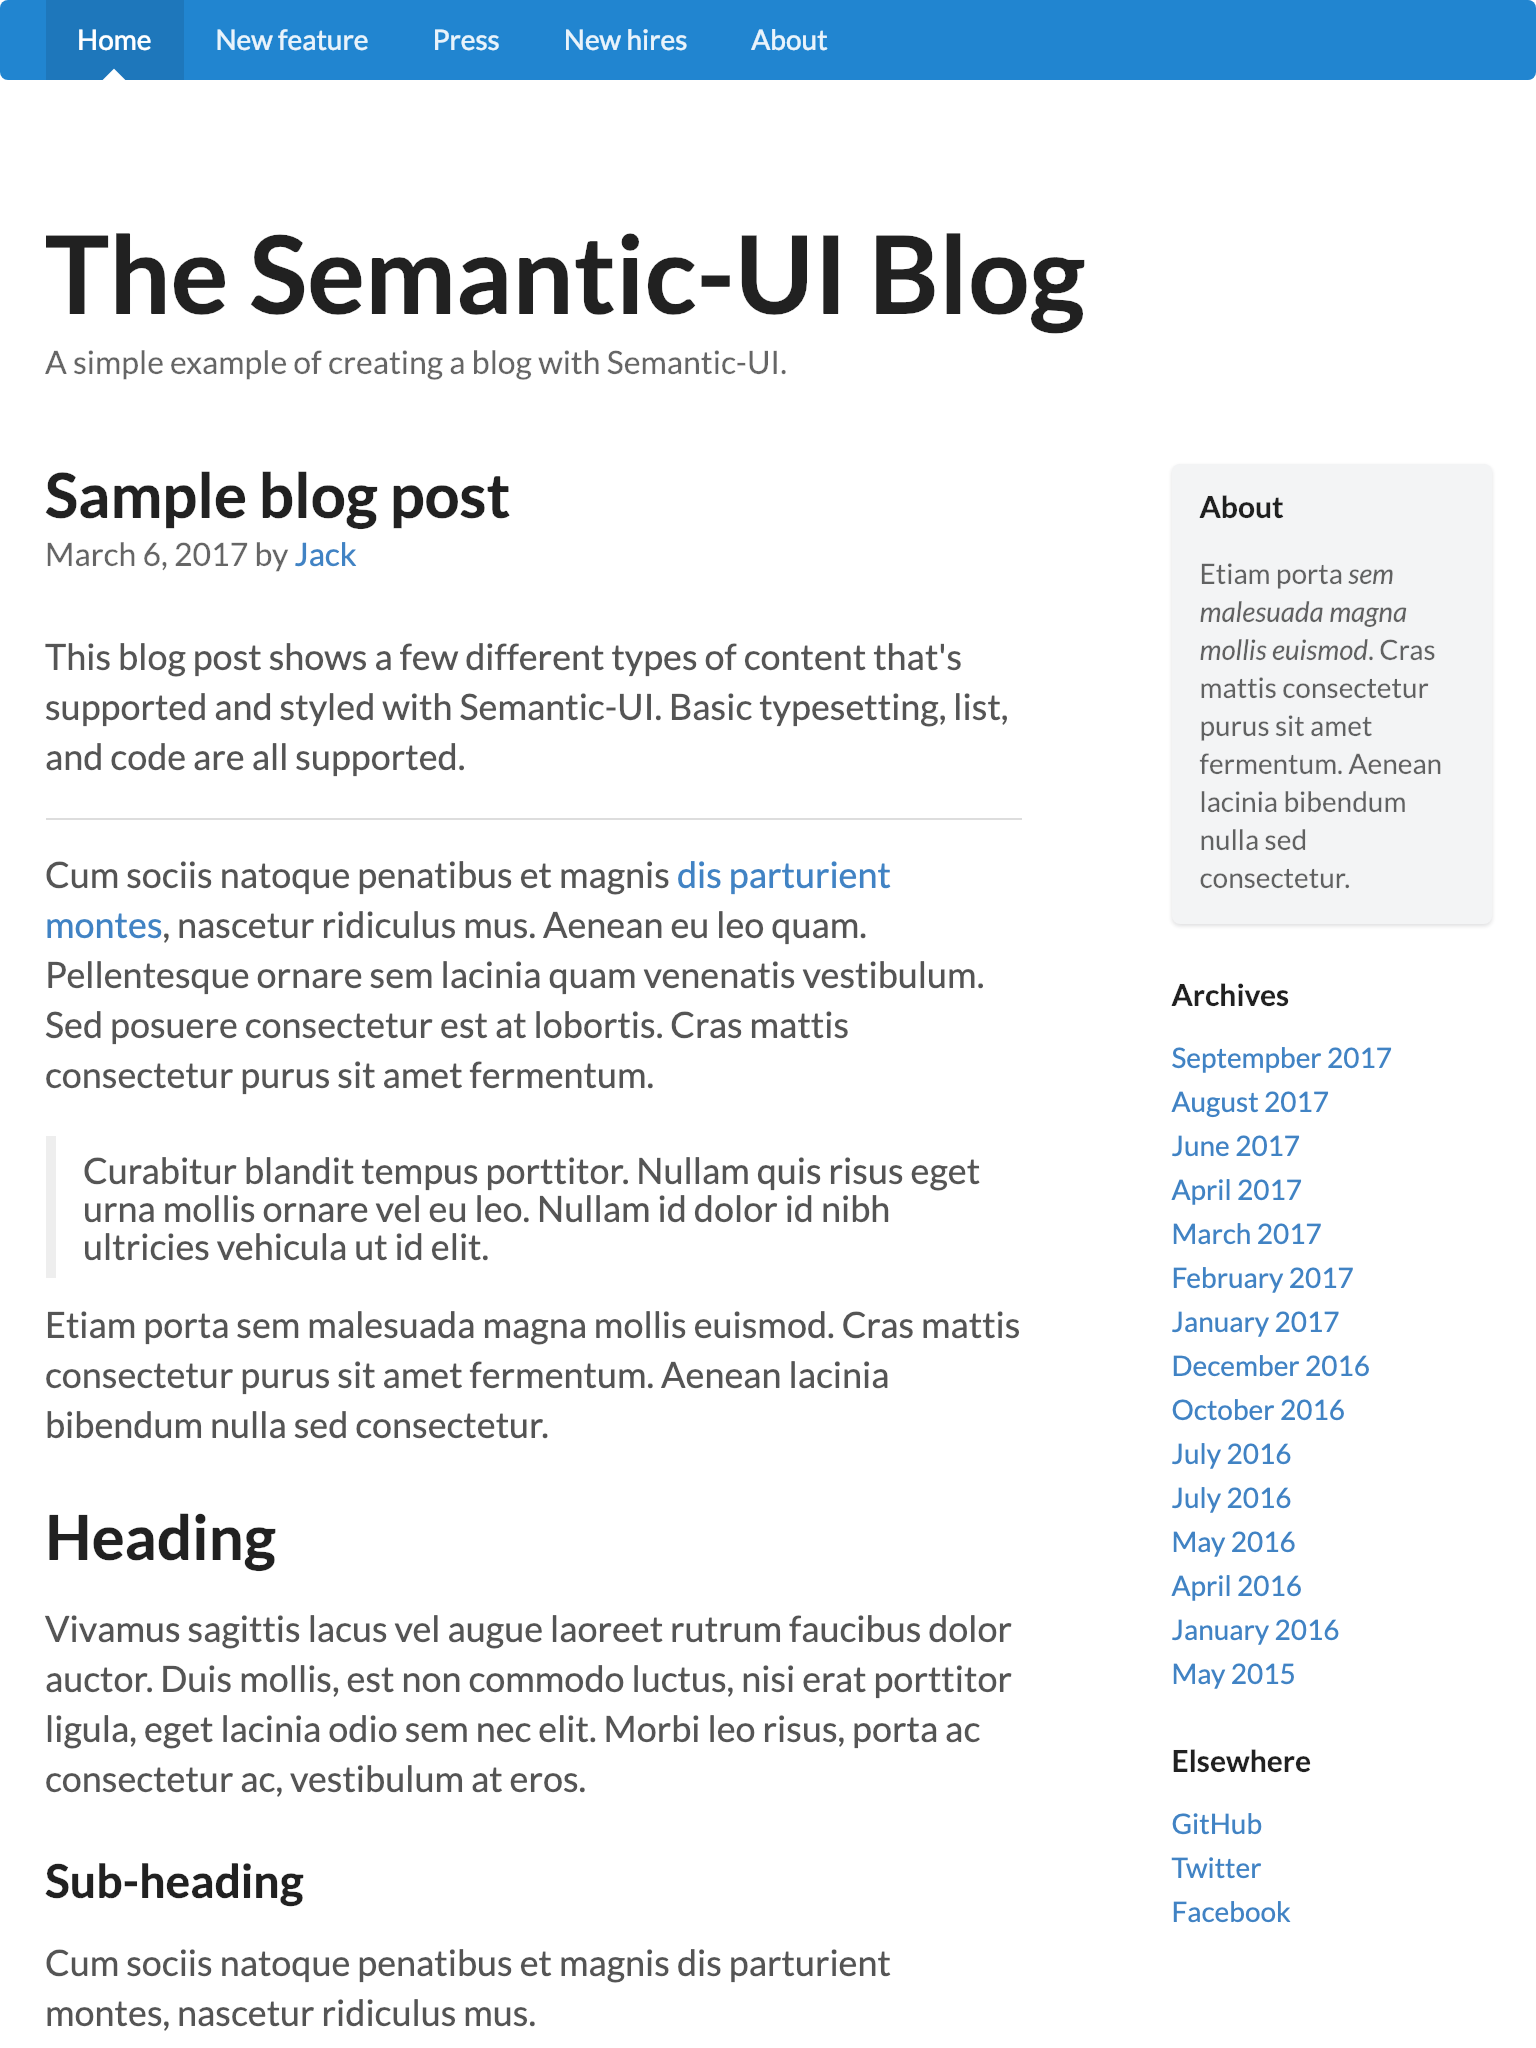 Home
New feature
Press
New hires
About
The Semantic-UI Blog
A simple example of creating a blog with Semantic-UI.
Sample blog post
March 6, 2017 by Jack
This blog post shows a few different types of content that's
supported and styled with Semantic-UI. Basic typesetting, list,
and code are all supported.
Cum sociis natoque penatibus et magnis dis parturient
montes, nascetur ridiculus mus. Aenean eu leo quam.
Pellentesque ornare sem lacinia quam venenatis vestibulum.
Sed posuere consectetur est at lobortis. Cras mattis
consectetur purus sit amet fermentum.
Curabitur blandit tempus porttitor. Nullam quis risus eget
urna mollis ornare vel eu leo. Nullam id dolor id nibh
ultricies vehicula ut id elit.
Etiam porta sem malesuada magna mollis euismod. Cras mattis
consectetur purus sit amet fermentum. Aenean lacinia
bibendum nulla sed consectetur.
Heading
Vivamus sagittis lacus vel augue laoreet rutrum faucibus dolor
auctor. Duis mollis, est non commodo luctus, nisi erat porttitor
ligula, eget lacinia odio sem nec elit. Morbi leo risus, porta ac
consectetur ac, vestibulum at eros.
Sub-heading
Cum sociis natoque penatibus et magnis dis parturient
montes, nascetur ridiculus mus.
About
Etiam porta sem
malesuada magna
mollis euismod. Cras
mattis consectetur
purus sit amet
fermentum. Aenean
lacinia bibendum
nulla sed
consectetur.
Archives
Septempber 2017
August 2017
June 2017
April 2017
March 2017
February 2017
January 2017
December 2016
October 2016
July 2016
July 2016
May 2016
April 2016
January 2016
May 2015
Elsewhere
GitHub
Twitter
Facebook